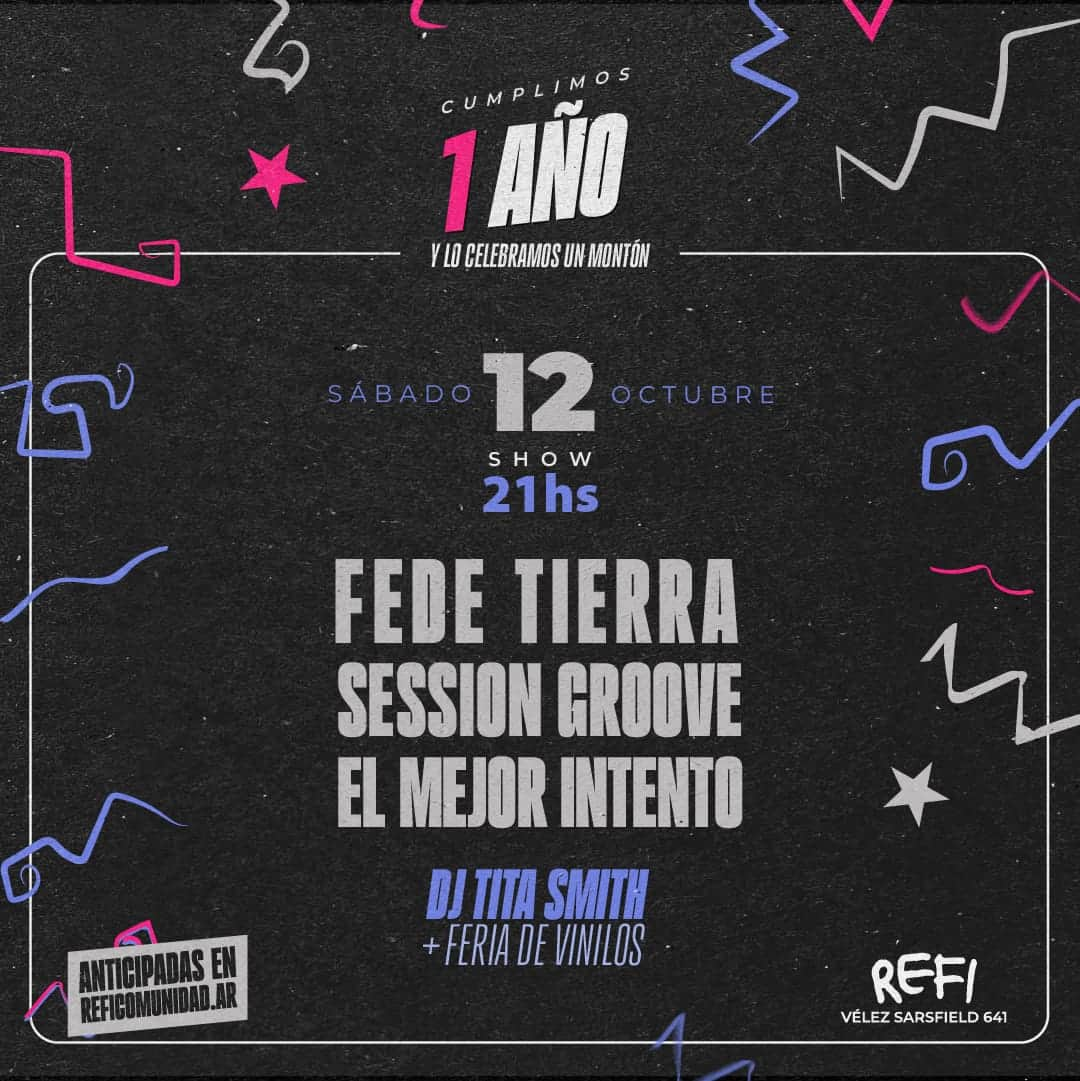 CUMPLIMOS
1 AÑO
Y LO CELEBRAMOS UN MONTÓN
SÁBADO 12 OCTUBRE
SHOW
21hs
FEDE TIERRA
SESSION GROOVE
EL MEJOR INTENTO
DJ TITA SMITH
+ FERIA DE VINILOS
ANTICIPADAS EN
REFICOMUNIDAD.AR
REFI
VÉLEZ SARSFIELD 641